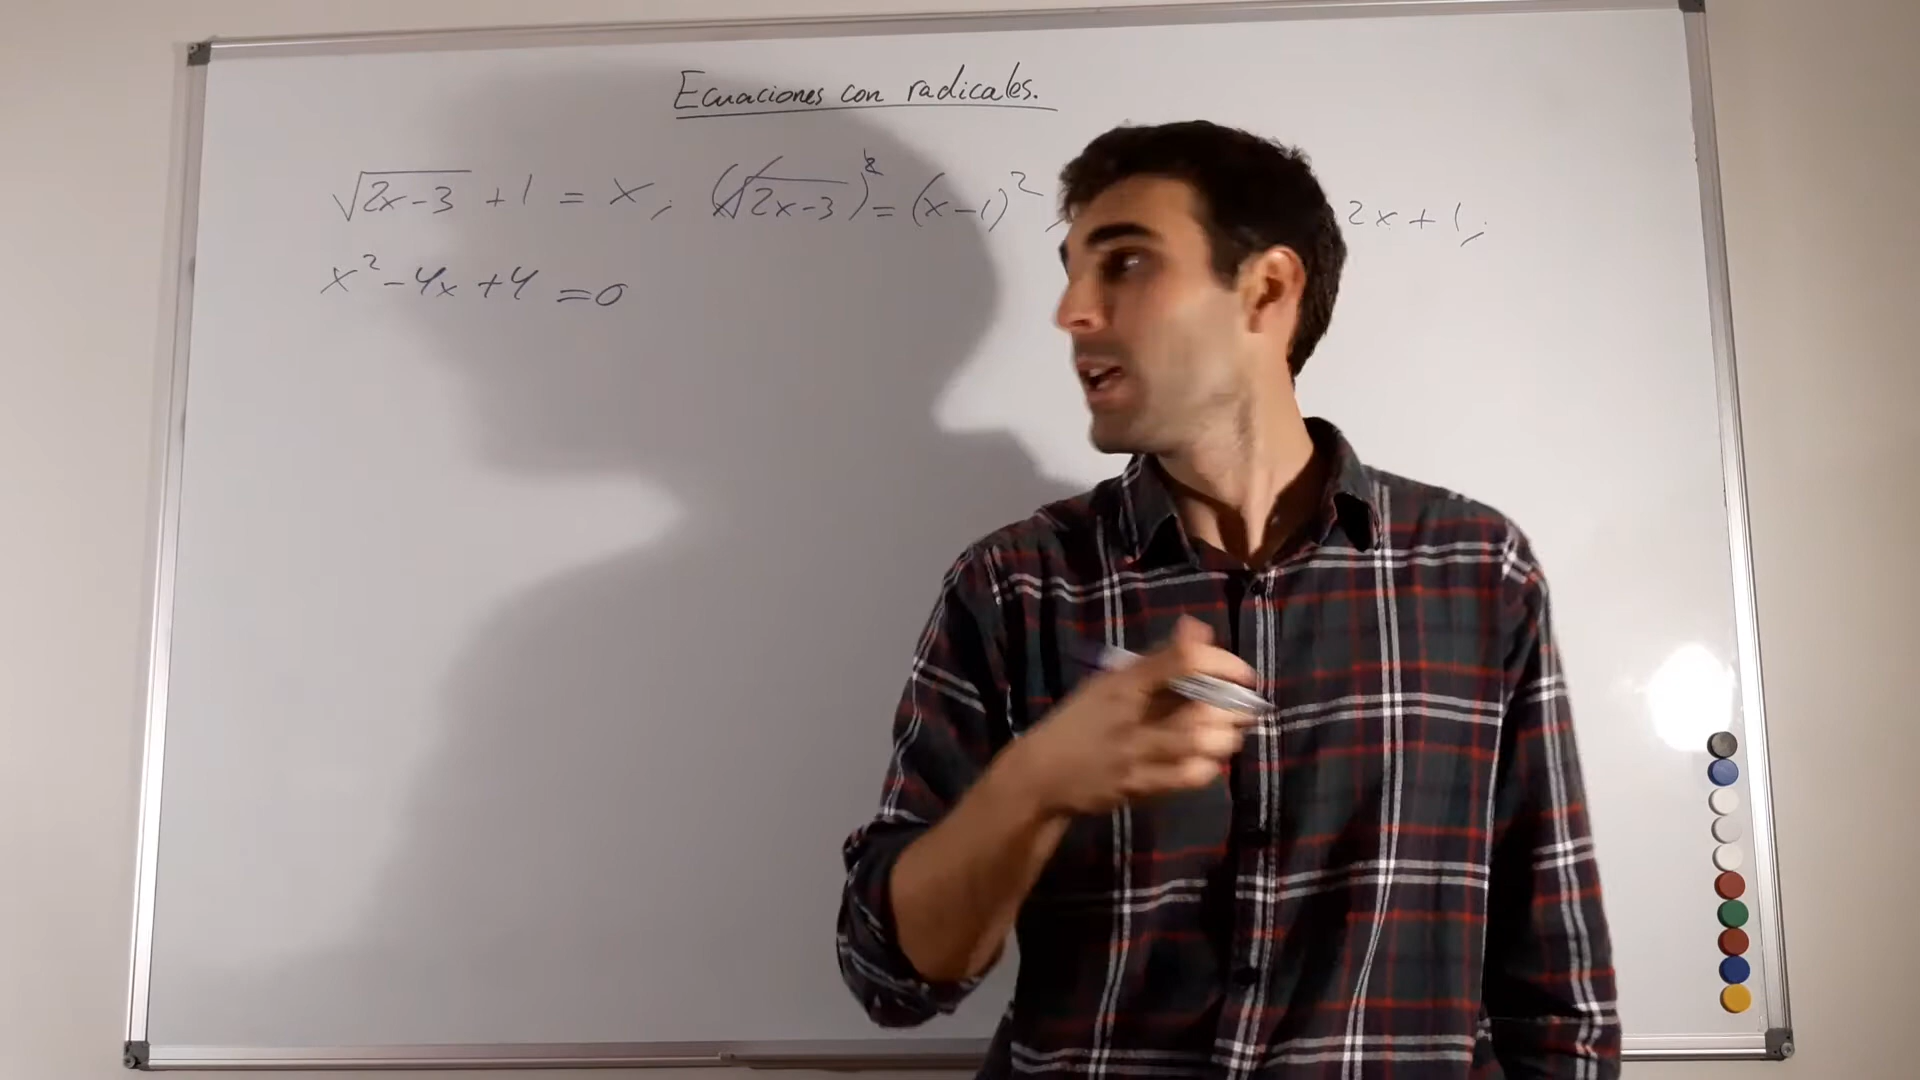 Ecuaciones con radicales.
√2x-3 + 1 = x; (√2x-3)² = (x-1)² 2x + 1;
x² - 4x + 4 = 0